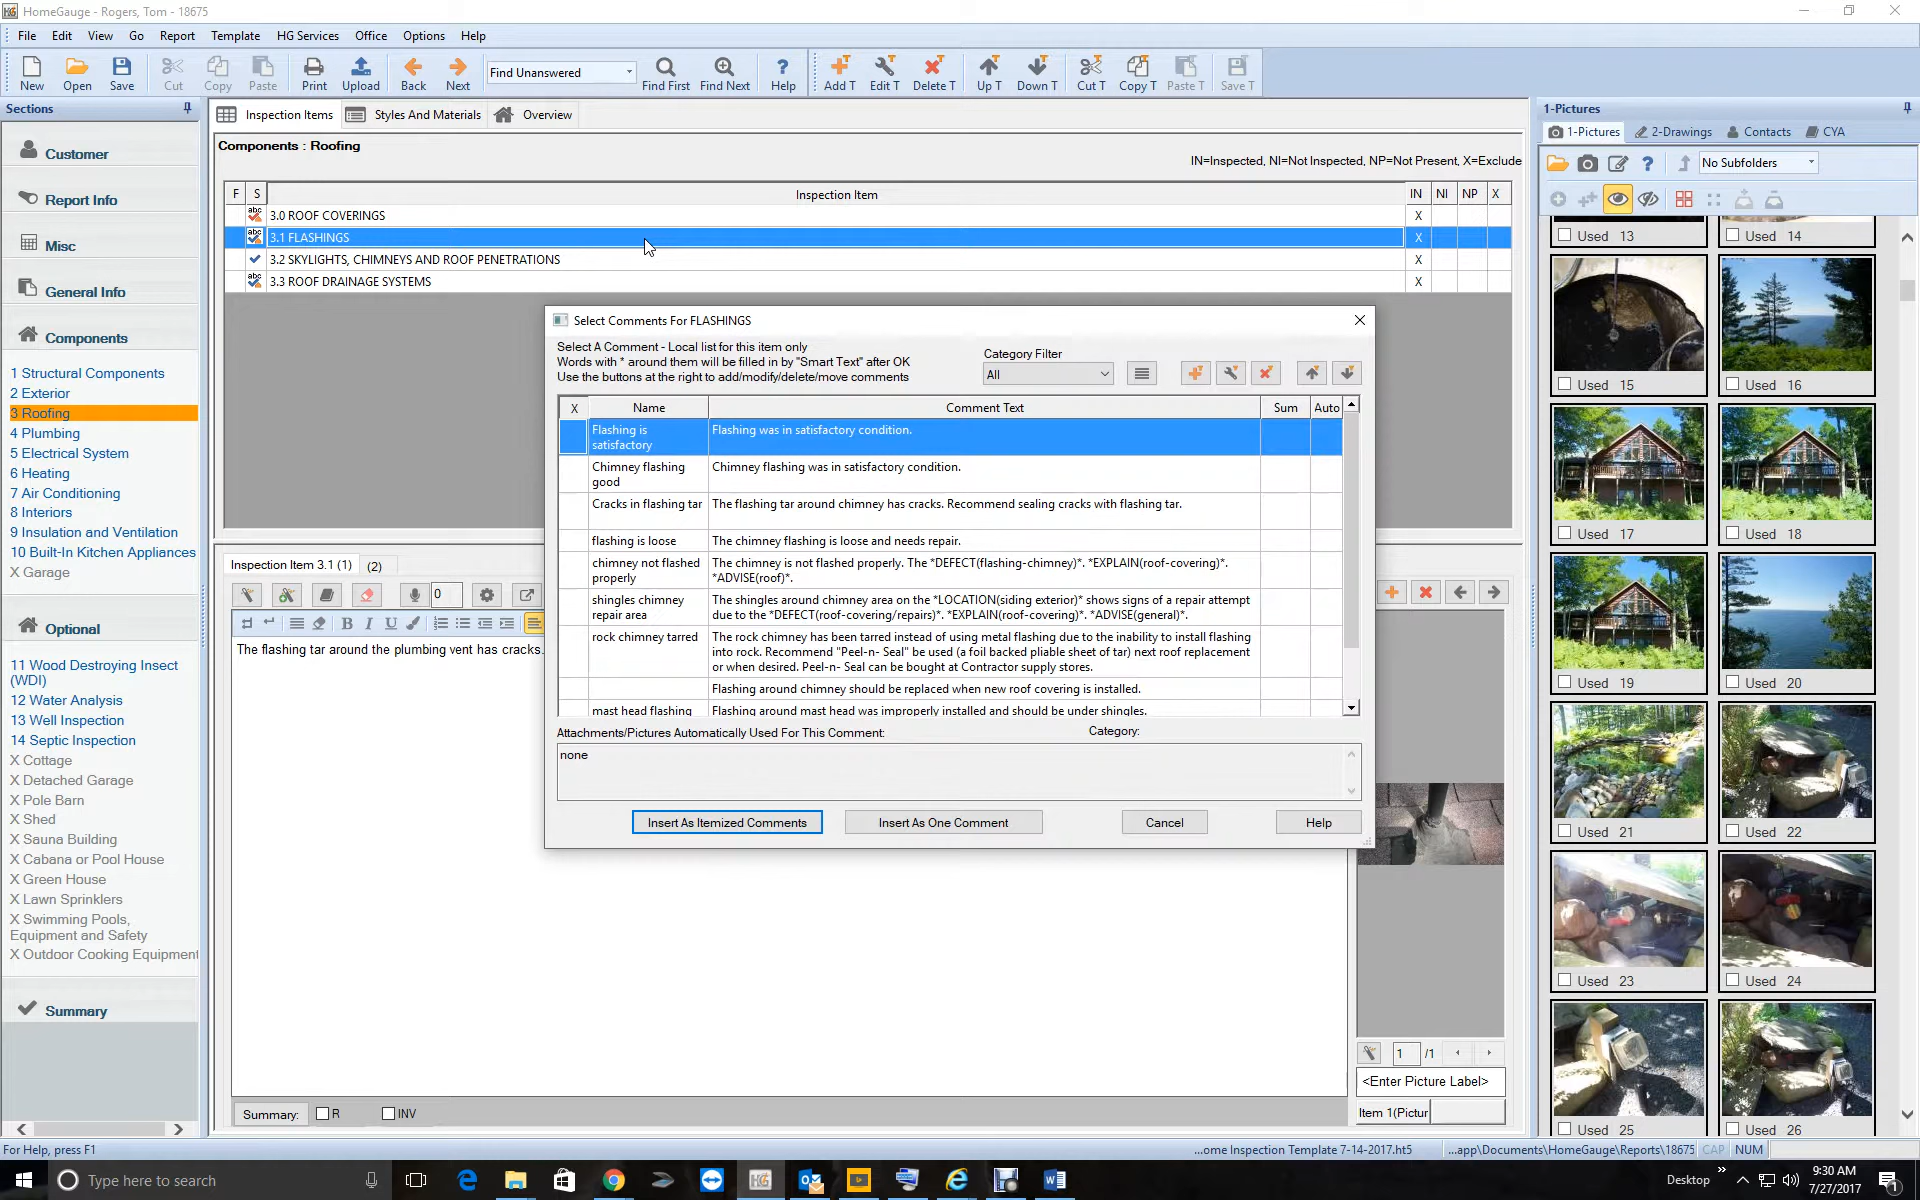 HomeGauge - Rogers, Tom - 18675
File Edit View Go Report Template HG Services Office Options Help
New Open Save Cut Copy Paste Print Upload Back Next Find Unanswered Find First Find Next Help Add T Edit T Delete T Up T Down T Cut T Copy T Paste T Save T
Sections
Customer
Report Info
Misc
General Info
Components
1 Structural Components
2 Exterior
3 Roofing
4 Plumbing
5 Electrical System
6 Heating
7 Air Conditioning
8 Interiors
9 Insulation and Ventilation
10 Built-In Kitchen Appliances
X Garage
Optional
11 Wood Destroying Insect
(WDI)
12 Water Analysis
13 Well Inspection
14 Septic Inspection
X Cottage
X Detached Garage
X Pole Barn
X Shed
X Sauna Building
X Cabana or Pool House
X Green House
X Lawn Sprinklers
X Swimming Pools,
Equipment and Safety
X Outdoor Cooking Equipment
Summary
Inspection Items Styles And Materials Overview
Components : Roofing
IN=Inspected, NI=Not Inspected, NP=Not Present, X=Exclude
F S Inspection Item IN NI NP X
abc 3.0 ROOF COVERINGS X
abc 3.1 FLASHINGS X
3.2 SKYLIGHTS, CHIMNEYS AND ROOF PENETRATIONS X
abc 3.3 ROOF DRAINAGE SYSTEMS X
Select Comments For FLASHINGS
Select A Comment - Local list for this item only
Words with * around them will be filled in by "Smart Text" after OK
Use the buttons at the right to add/modify/delete/move comments
Category Filter
All
X Name Comment Text Sum Auto
Flashing is
satisfactory
Flashing was in satisfactory condition.
Chimney flashing
good
Chimney flashing was in satisfactory condition.
Cracks in flashing tar
The flashing tar around chimney has cracks. Recommend sealing cracks with flashing tar.
flashing is loose
The chimney flashing is loose and needs repair.
chimney not flashed
properly
The chimney is not flashed properly. The *DEFECT(flashing-chimney)*. *EXPLAIN(roof-covering)*.
*ADVISE(roof)*.
shingles chimney
repair area
The shingles around chimney area on the *LOCATION(siding exterior)* shows signs of a repair attempt
due to the *DEFECT(roof-covering/repairs)*. *EXPLAIN(roof-covering)*. *ADVISE(general)*.
rock chimney tarred
The rock chimney has been tarred instead of using metal flashing due to the inability to install flashing
into rock. Recommend "Peel-n- Seal" be used (a foil backed pliable sheet of tar) next roof replacement
or when desired. Peel-n- Seal can be bought at Contractor supply stores.
Flashing around chimney should be replaced when new roof covering is installed.
mast head flashing
Flashing around mast head was improperly installed and should be under shingles.
Attachments/Pictures Automatically Used For This Comment:
Category:
none
Insert As Itemized Comments Insert As One Comment Cancel Help
Inspection Item 3.1 (1) (2)
0
B I U
The flashing tar around the plumbing vent has cracks.
1 /1
<Enter Picture Label>
Item 1(Pictur
Summary: R INV
1-Pictures
1-Pictures 2-Drawings Contacts CYA
No Subfolders
Used 13 Used 14
Used 15 Used 16
Used 17 Used 18
Used 19 Used 20
Used 21 Used 22
Used 23 Used 24
Used 25 Used 26
For Help, press F1
...ome Inspection Template 7-14-2017.ht5 ...app\Documents\HomeGauge\Reports\18675 CAP NUM
Type here to search
HG
Desktop
9:30 AM
7/27/2017
1